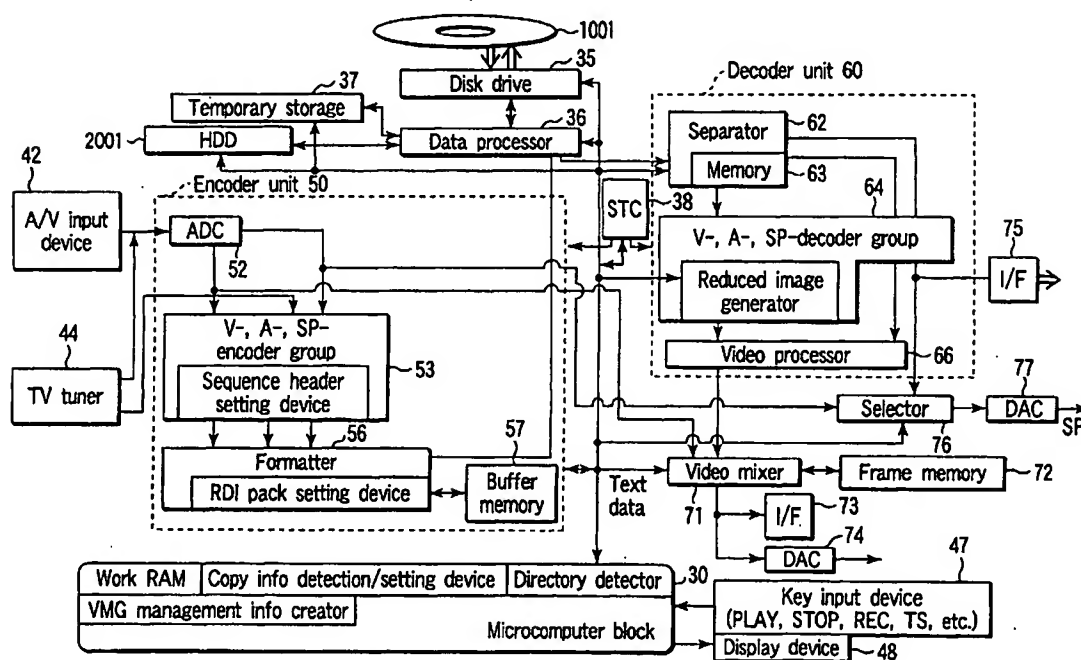 1001
35
Disk drive
37
Temporary storage
36
2001
HDD
Data processor
Decoder unit 60
Separator
62
Memory
63
42
A/V input
device
Encoder unit 50
ADC
52
STC
38
64
V-, A-, SP-decoder group
Reduced image
generator
75
I/F
44
TV tuner
V-, A-, SP-
encoder group
Sequence header
setting device
53
Video processor
66
77
Selector
76
DAC
SP
56
Formatter
RDI pack setting device
57
Buffer
memory
Text
data
Video mixer
71
Frame memory
72
73
I/F
74
DAC
47
Work RAM
Copy info detection/setting device
Directory detector
30
VMG management info creator
Microcomputer block
Key input device
(PLAY, STOP, REC, TS, etc.)
Display device
48